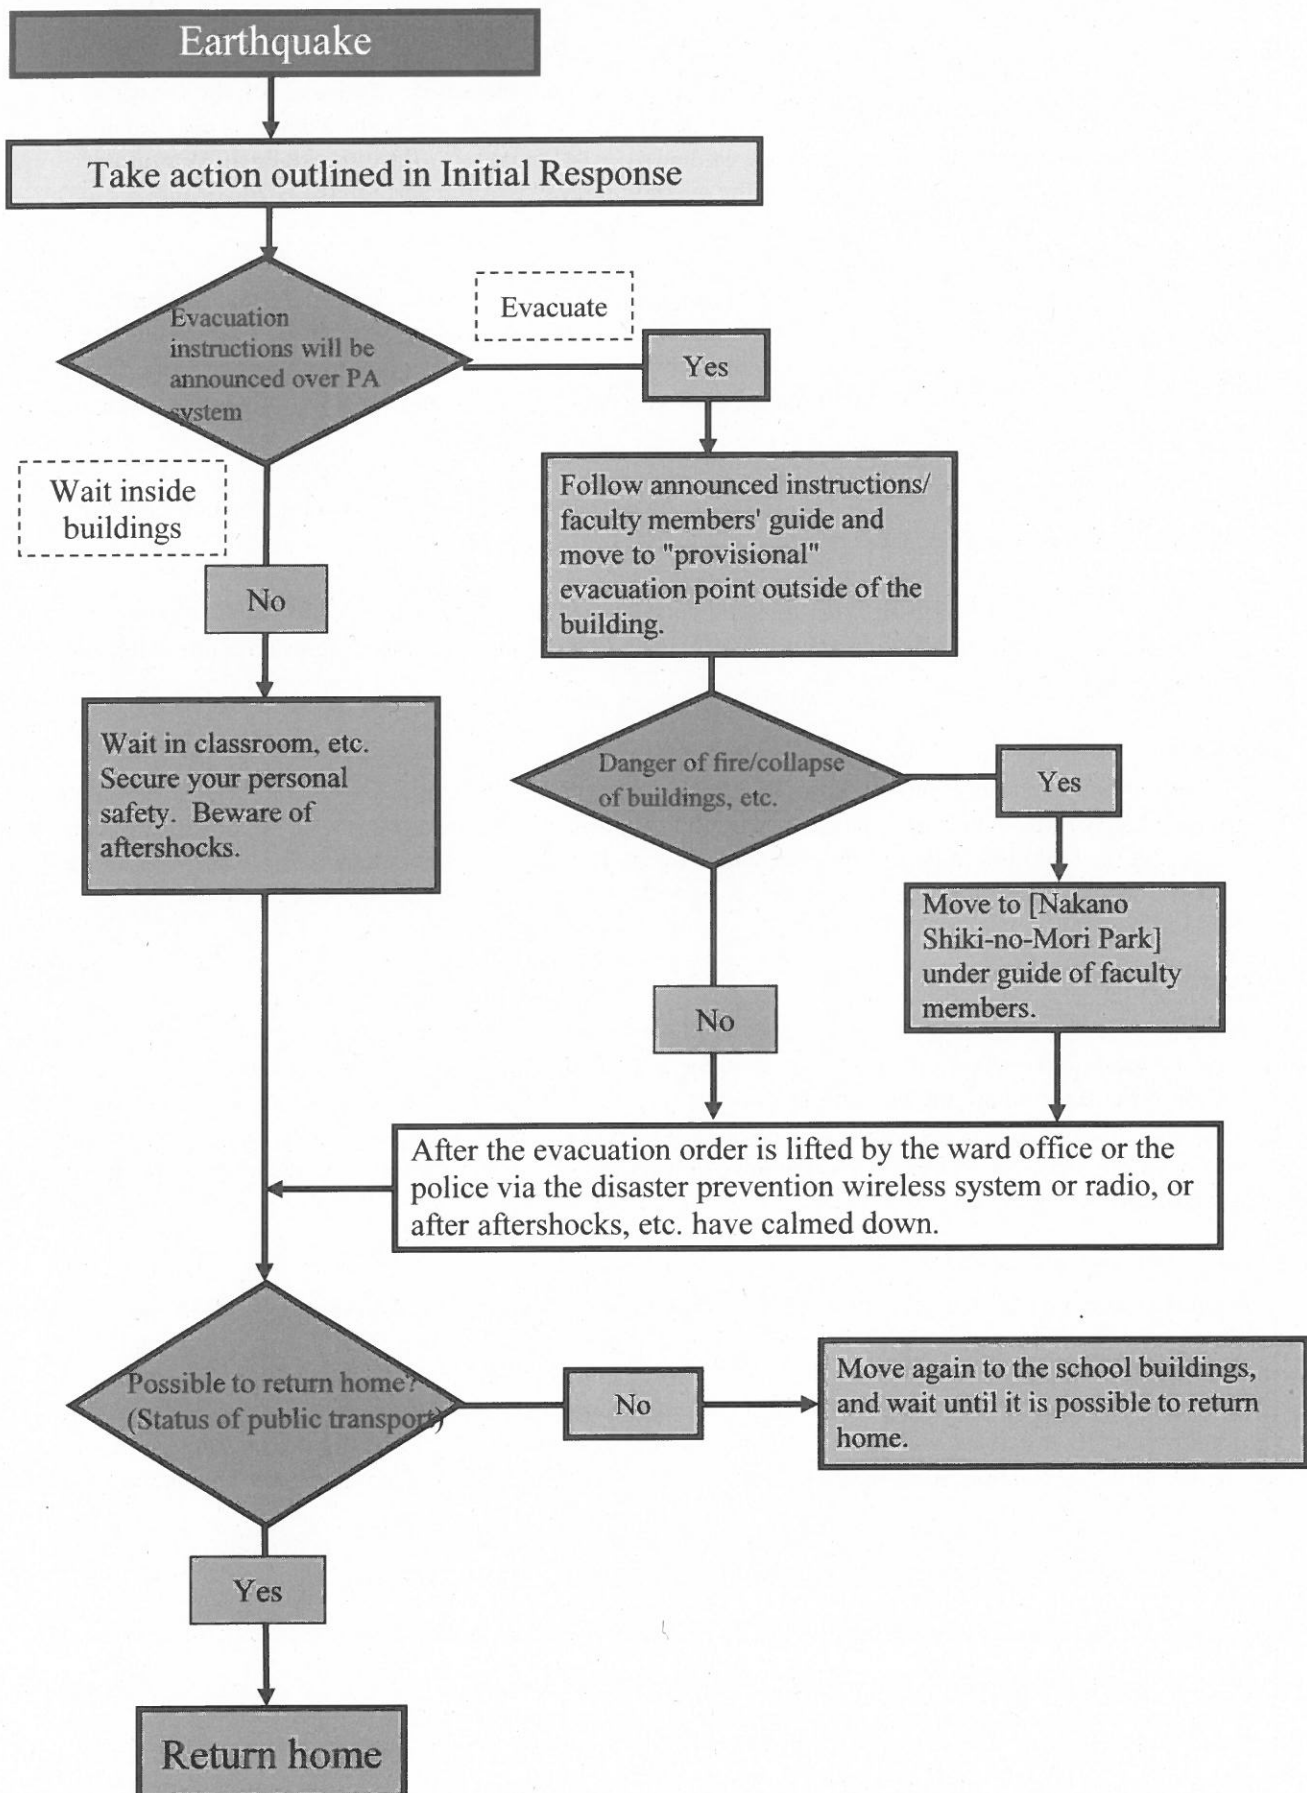 Earthquake
Take action outlined in Initial Response
Evacuation
instructions will be
announced over PA
system
Evacuate
Yes
Wait inside
buildings
No
Follow announced instructions/
faculty members' guide and
move to "provisional"
evacuation point outside of the
building.
Wait in classroom, etc.
Secure your personal
safety.  Beware of
aftershocks.
Danger of fire/collapse
of buildings, etc.
Yes
Move to [Nakano
Shiki-no-Mori Park]
under guide of faculty
members.
No
After the evacuation order is lifted by the ward office or the
police via the disaster prevention wireless system or radio, or
after aftershocks, etc. have calmed down.
Possible to return home?
(Status of public transport)
No
Move again to the school buildings,
and wait until it is possible to return
home.
Yes
Return home